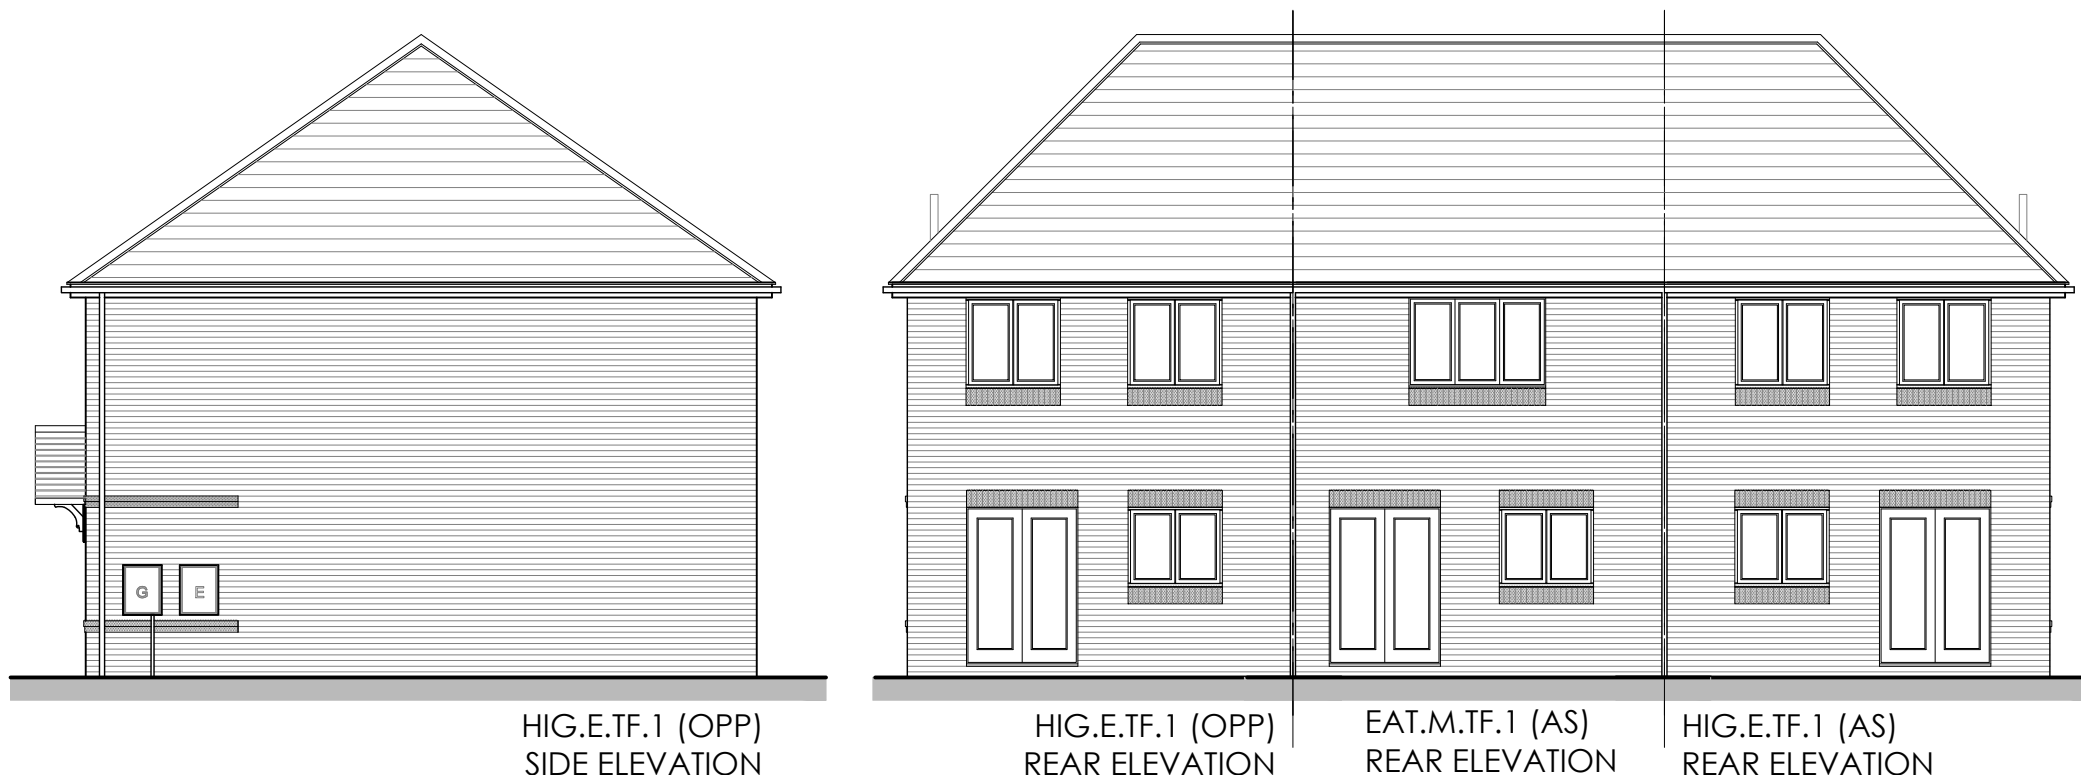 G E
HIG.E.TF.1 (OPP)
SIDE ELEVATION
HIG.E.TF.1 (OPP)
REAR ELEVATION
EAT.M.TF.1 (AS)
REAR ELEVATION
HIG.E.TF.1 (AS)
REAR ELEVATION